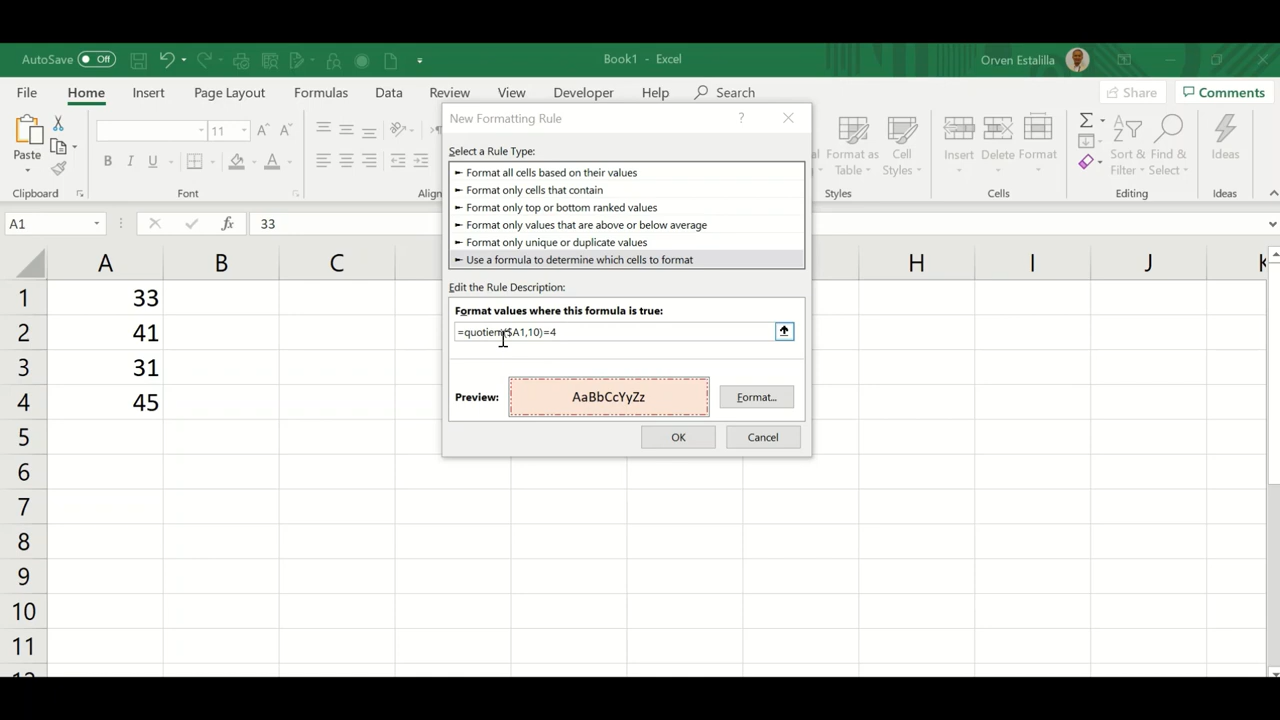 AutoSave Off Book1 - Excel Orven Estalilla
File Home Insert Page Layout Formulas Data Review View Developer Help Search Share Comments
New Formatting Rule ?
Select a Rule Type:
► Format all cells based on their values
► Format only cells that contain
► Format only top or bottom ranked values
► Format only values that are above or below average
► Format only unique or duplicate values
► Use a formula to determine which cells to format
Edit the Rule Description:
Format values where this formula is true:
=quotient($A1,10)=4
Preview: AaBbCcYyZz Format...
OK Cancel
11 A A
Paste B I U A
Format as Table Cell Styles Insert Delete Format Sort & Filter Find & Select Ideas
Clipboard Font Align Styles Cells Editing Ideas
A1 fx 33
A B C H I J K
1 33
2 41
3 31
4 45
5
6
7
8
9
10
11